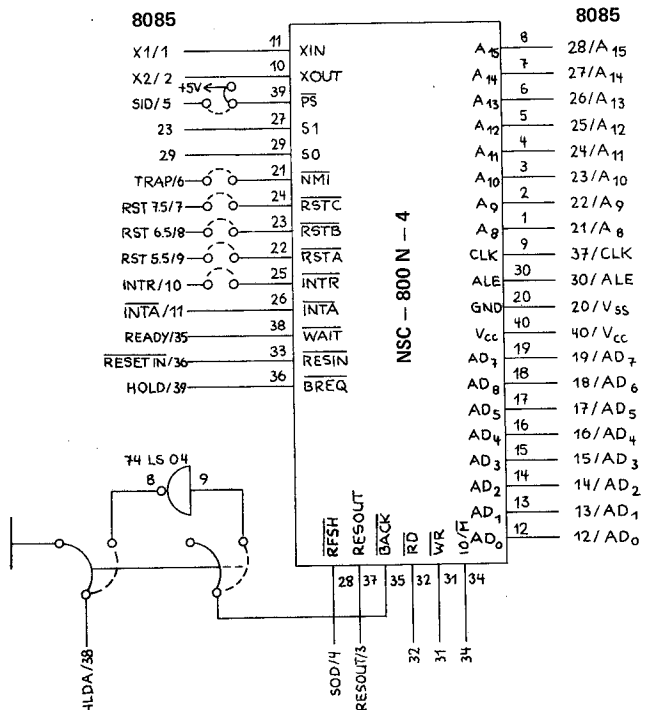 8085
8085
X1/1 11 XIN
X2/2 10 XOUT
+5V
SID/5 39 PS
23 27 S1
29 29 S0
TRAP/6 21 NMI
RST 7.5/7 24 RSTC
RST 6.5/8 23 RSTB
RST 5.5/9 22 RSTA
INTR/10 25 INTR
INTA/11 26 INTA
READY/35 38 WAIT
RESET IN/36 33 RESIN
HOLD/39 36 BREQ
NSC – 800 N – 4
A15 8 28/A15
A14 7 27/A14
A13 6 26/A13
A12 5 25/A12
A11 4 24/A11
A10 3 23/A10
A9 2 22/A9
A8 1 21/A8
CLK 9 37/CLK
ALE 30 30/ALE
GND 20 20/VSS
VCC 40 40/VCC
AD7 19 19/AD7
AD8 18 18/AD6
AD5 17 17/AD5
AD4 16 16/AD4
AD3 15 15/AD3
AD2 14 14/AD2
AD1 13 13/AD1
AD0 12 12/AD0
74 LS 04
8 9
RFSH RESOUT BACK RD WR IO/M
28 37 35 32 31 34
HLDA/38 SOD/4 RESOUT/3 32 31 34